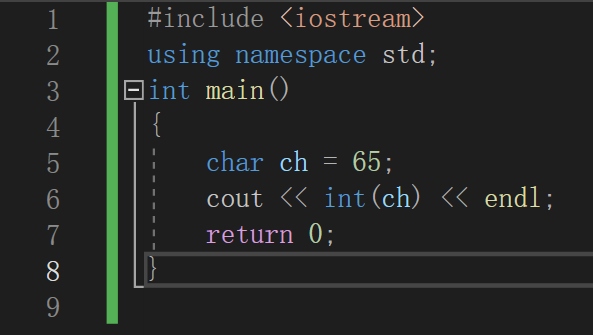 1 #include <iostream>
2 using namespace std;
3 int main()
4 {
5 char ch = 65;
6 cout << int(ch) << endl;
7 return 0;
8 }
9